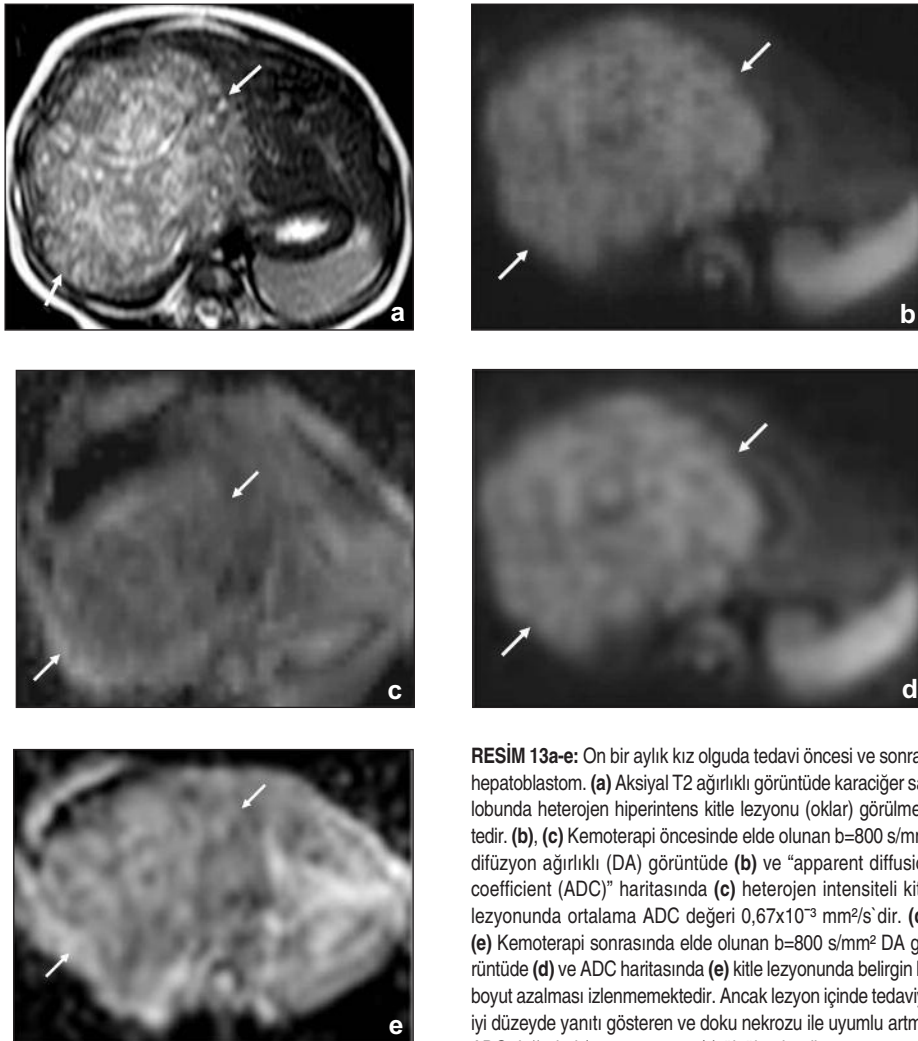 a
b
c
d
e
RESİM 13a-e: On bir aylık kız olguda tedavi öncesi ve sonra
hepatoblastom. (a) Aksiyal T2 ağırlıklı görüntüde karaciğer sa
lobunda heterojen hiperintens kitle lezyonu (oklar) görülme
tedir. (b), (c) Kemoterapi öncesinde elde olunan b=800 s/mm
difüzyon ağırlıklı (DA) görüntüde (b) ve “apparent diffusio
coefficient (ADC)” haritasında (c) heterojen intensiteli kit
lezyonunda ortalama ADC değeri 0,67x10⁻³ mm²/s`dir. (d
(e) Kemoterapi sonrasında elde olunan b=800 s/mm² DA g
rüntüde (d) ve ADC haritasında (e) kitle lezyonunda belirgin b
boyut azalması izlenmemektedir. Ancak lezyon içinde tedaviy
iyi düzeyde yanıtı gösteren ve doku nekrozu ile uyumlu artm